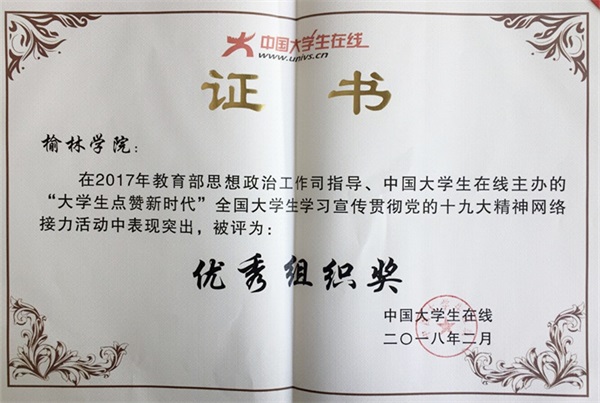 中国大学生在线
www.univs.cn
证 书
榆林学院:
在2017年教育部思想政治工作司指导、中国大学生在线主办的
“大学生点赞新时代”全国大学生学习宣传贯彻党的十九大精神网络
接力活动中表现突出，被评为:
优秀组织奖
中国大学生在线
二〇一八年二月